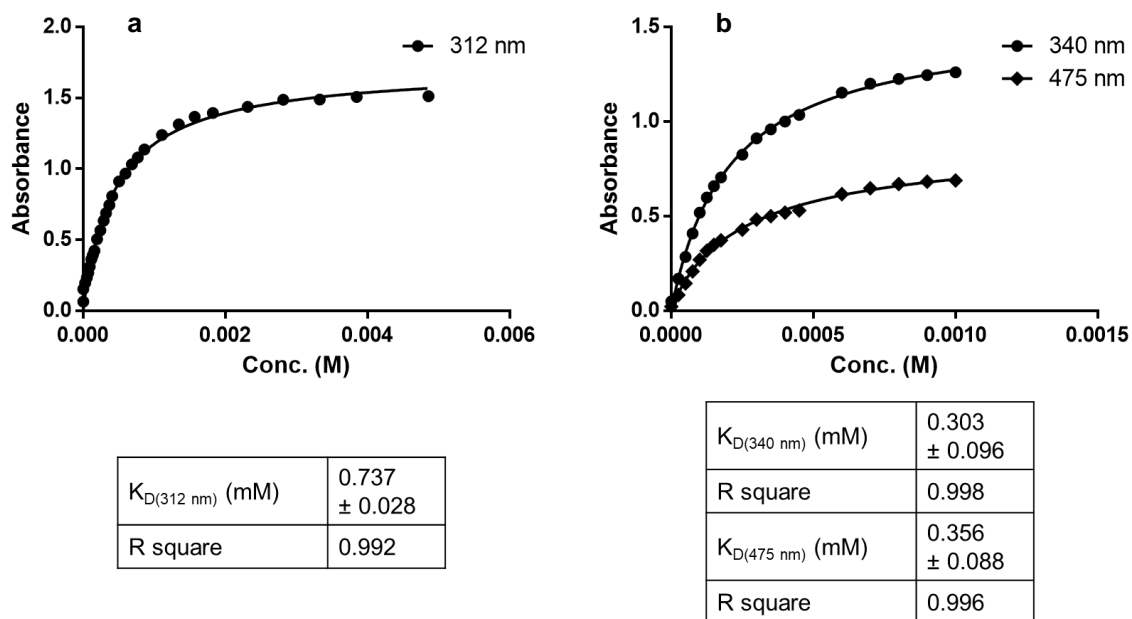 a
312 nm
2.0
1.5
1.0
0.5
0.0
Absorbance
0.000
0.002
0.004
0.006
Conc. (M)
K_D(312 nm) (mM)
0.737
± 0.028
R square
0.992
b
340 nm
475 nm
1.5
1.0
0.5
0.0
Absorbance
0.0000
0.0005
0.0010
0.0015
Conc. (M)
K_D(340 nm) (mM)
0.303
± 0.096
R square
0.998
K_D(475 nm) (mM)
0.356
± 0.088
R square
0.996